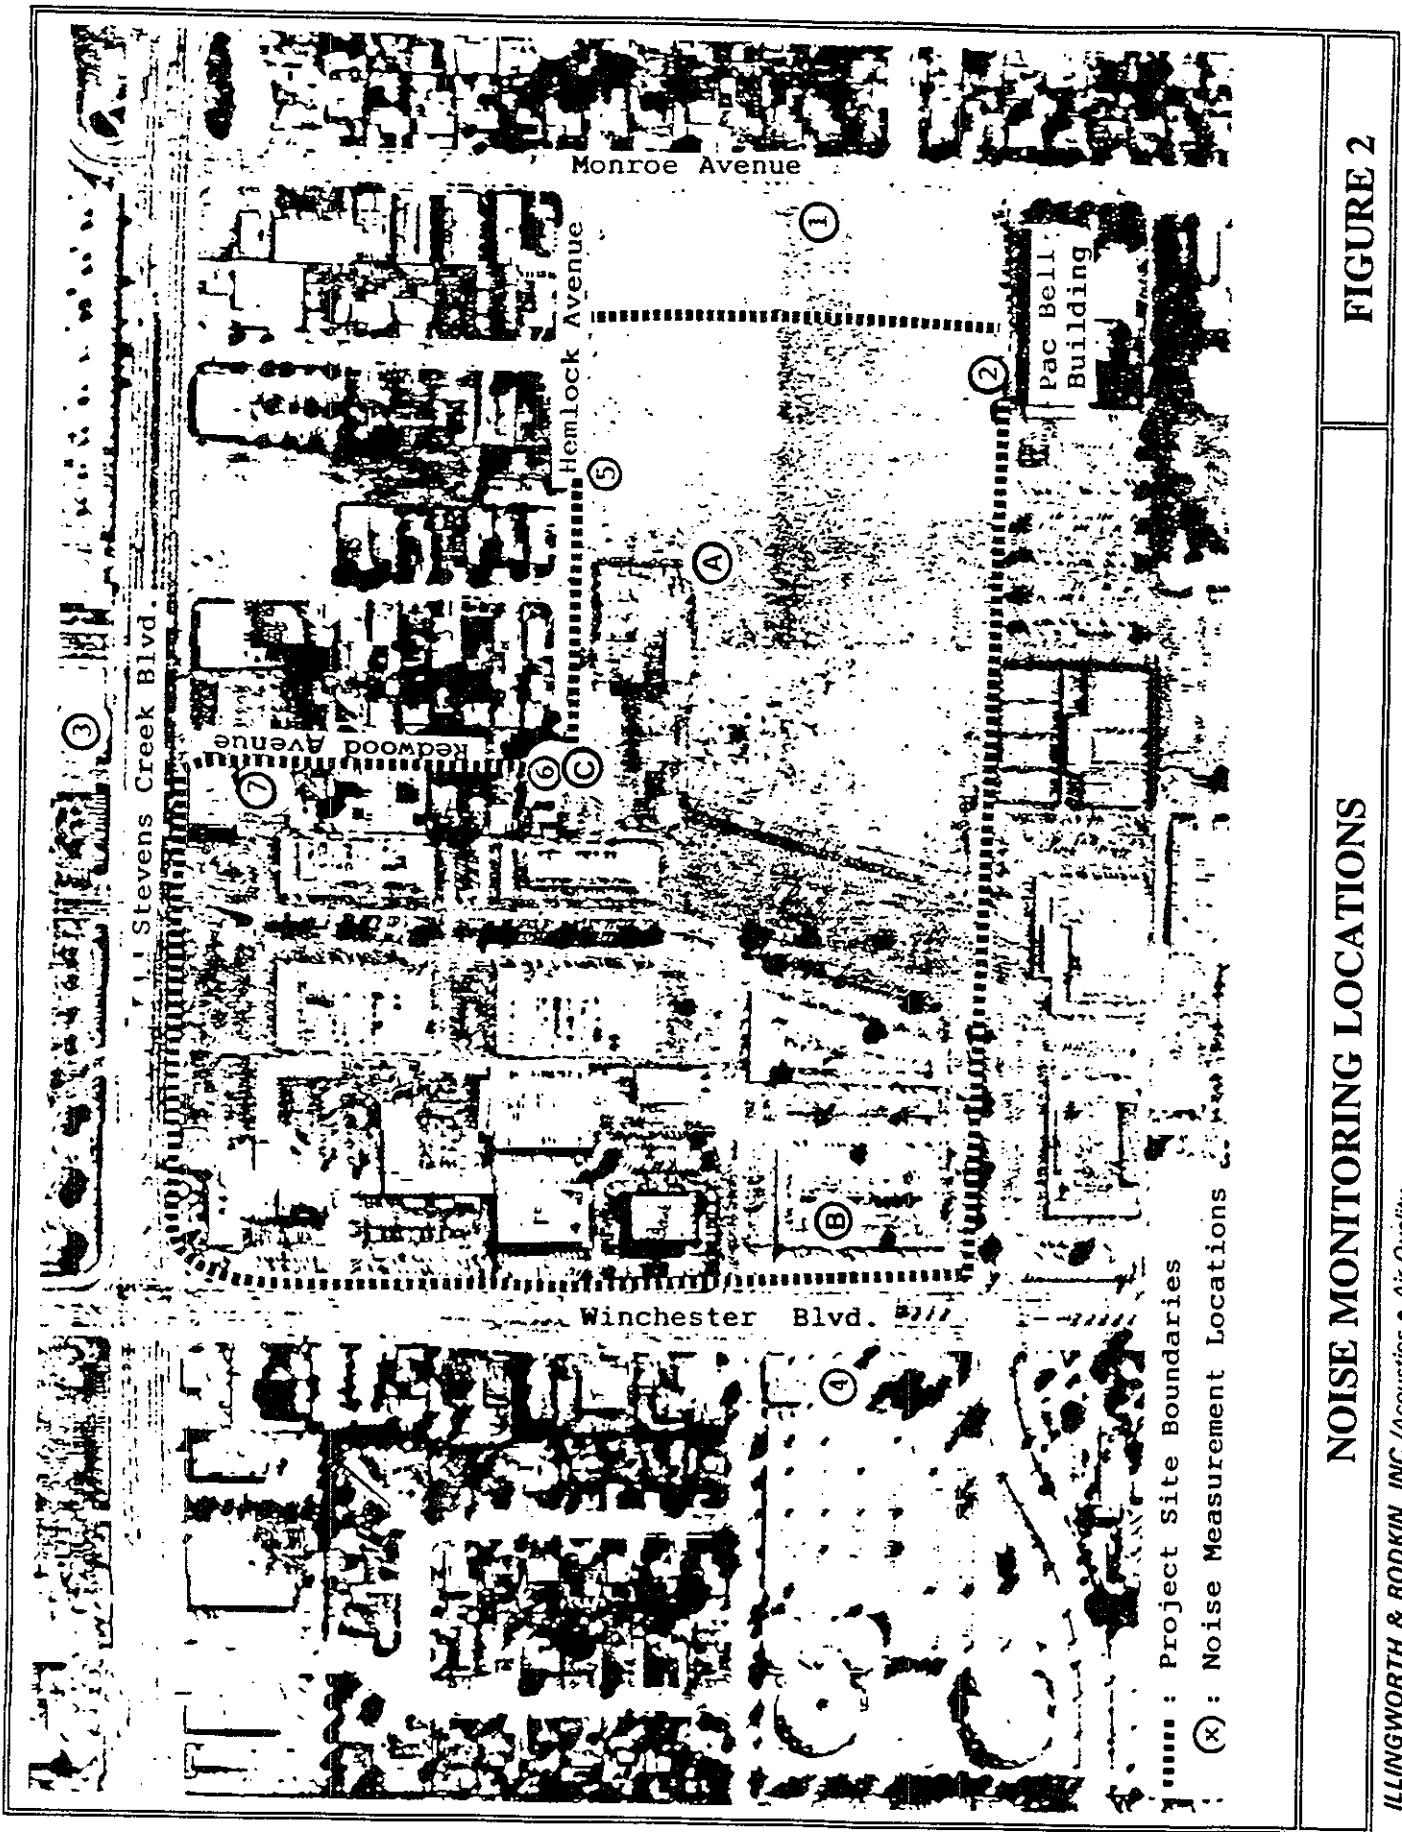 Stevens Creek Blvd.
Monroe Avenue
Hemlock Avenue
Redwood Avenue
Winchester Blvd.
Pac Bell
Building
3
7
6
C
5
A
1
2
B
4
: Project Site Boundaries
(x) : Noise Measurement Locations
NOISE MONITORING LOCATIONS
FIGURE 2
ILLINGWORTH & RODKIN, INC./Acoustics • Air Quality